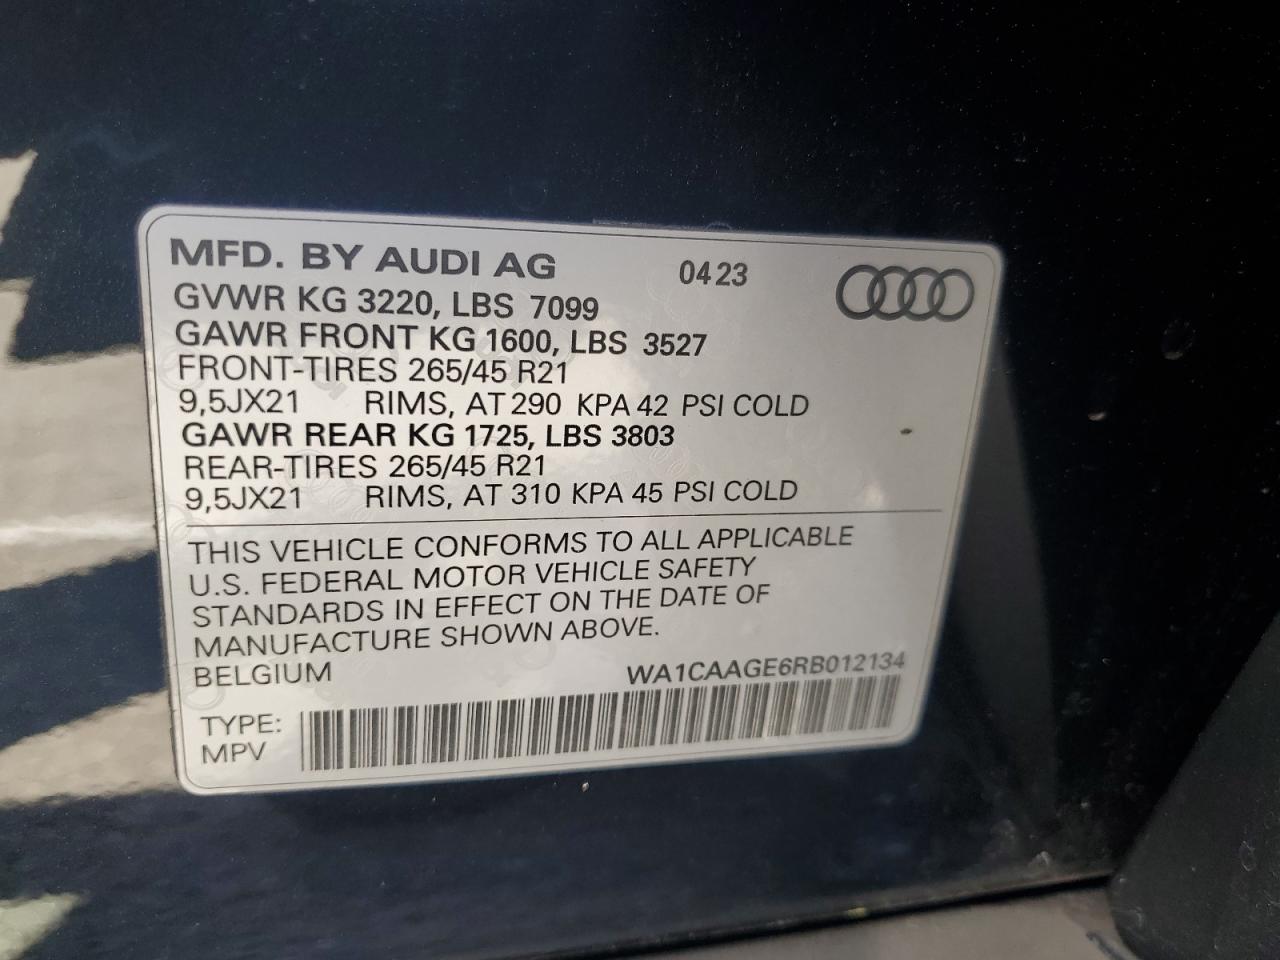 MFD. BY AUDI AG 0423
GVWR KG 3220, LBS 7099
GAWR FRONT KG 1600, LBS 3527
FRONT-TIRES 265/45 R21
9,5JX21 RIMS, AT 290 KPA 42 PSI COLD
GAWR REAR KG 1725, LBS 3803
REAR-TIRES 265/45 R21
9,5JX21 RIMS, AT 310 KPA 45 PSI COLD
THIS VEHICLE CONFORMS TO ALL APPLICABLE
U.S. FEDERAL MOTOR VEHICLE SAFETY
STANDARDS IN EFFECT ON THE DATE OF
MANUFACTURE SHOWN ABOVE.
BELGIUM WA1CAAGE6RB012134
TYPE:
MPV